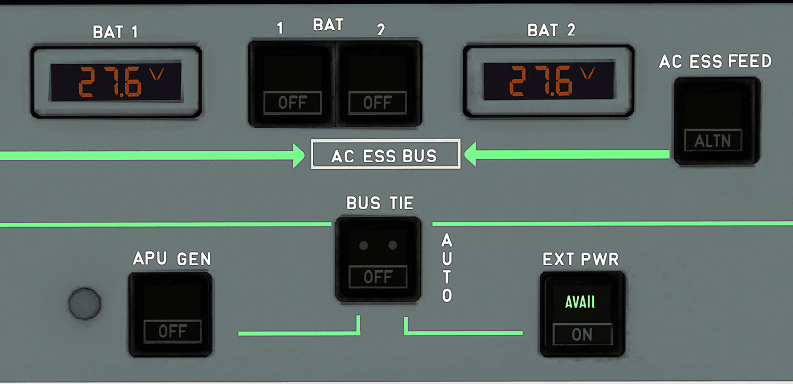 BAT 1
1 BAT 2
BAT 2
AC ESS FEED
27.6 V
OFF
OFF
27.6 V
ALTN
AC ESS BUS
BUS TIE
OFF
AUTO
APU GEN
OFF
EXT PWR
AVAIL
ON